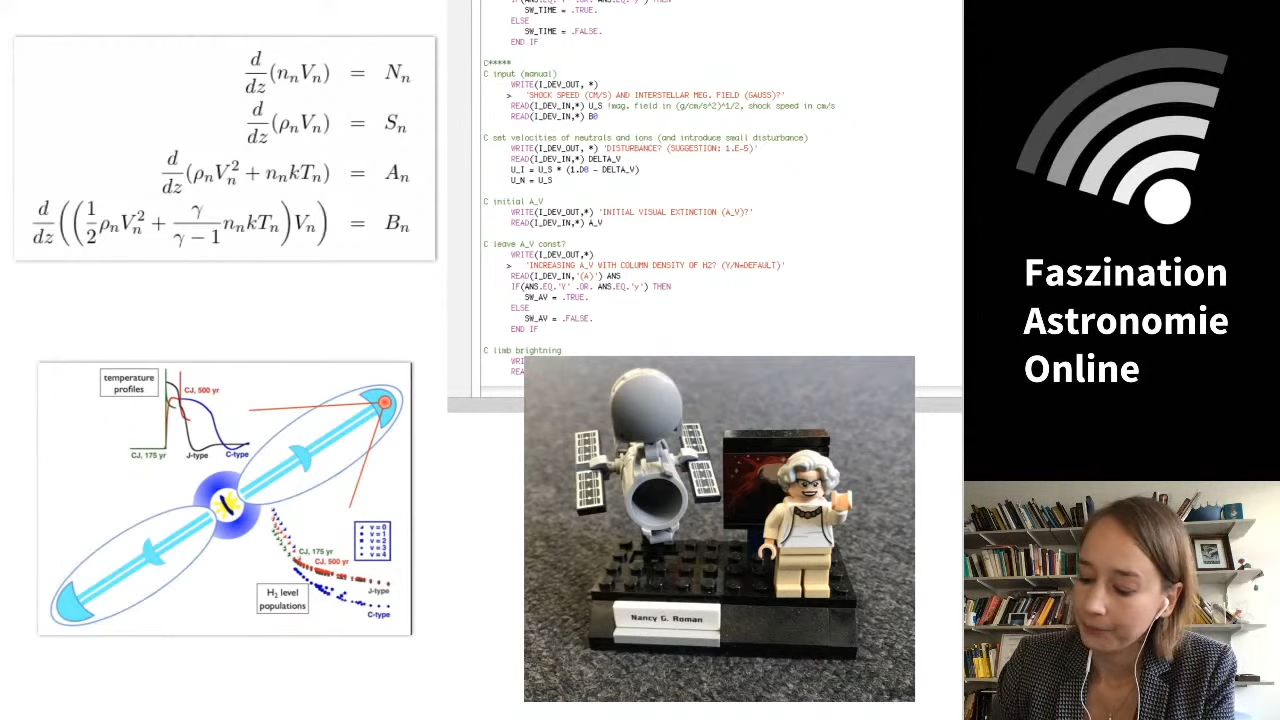 d/dz (n_n V_n) = N_n
d/dz (ρ_n V_n) = S_n
d/dz (ρ_n V_n^2 + n_n kT_n) = A_n
d/dz ((1/2 ρ_n V_n^2 + γ/(γ − 1) n_n kT_n) V_n) = B_n
SW_TIME = .TRUE.
ELSE
SW_TIME = .FALSE.
END IF
C*****
C input (manual)
WRITE(I_DEV_OUT, *)
> 'SHOCK SPEED (CM/S) AND INTERSTELLAR MEG. FIELD (GAUSS)?'
READ(I_DEV_IN,*) U_S !mag. field in (g/cm/s^2)^1/2, shock speed in cm/s
READ(I_DEV_IN,*) B0
C set velocities of neutrals and ions (and introduce small disturbance)
WRITE(I_DEV_OUT, *) 'DISTURBANCE? (SUGGESTION: 1.E-5)'
READ(I_DEV_IN,*) DELTA_V
U_I = U_S * (1.D0 - DELTA_V)
U_N = U_S
C initial A_V
WRITE(I_DEV_OUT,*) 'INITIAL VISUAL EXTINCTION (A_V)?'
READ(I_DEV_IN,*) A_V
C leave A_V const?
WRITE(I_DEV_OUT,*)
> 'INCREASING A_V WITH COLUMN DENSITY OF H2? (Y/N=DEFAULT)'
READ(I_DEV_IN,'(A)') ANS
IF(ANS.EQ.'Y' .OR. ANS.EQ.'y') THEN
SW_AV = .TRUE.
ELSE
SW_AV = .FALSE.
END IF
C limb brightning
WRI
REA
temperature
profiles
CJ, 500 yr
CJ, 175 yr
J-type
C-type
v=0
v=1
v=2
v=3
v=4
CJ, 175 yr
CJ, 500 yr
J-type
H2 level
populations
C-type
Nancy G. Roman
Faszination
Astronomie
Online